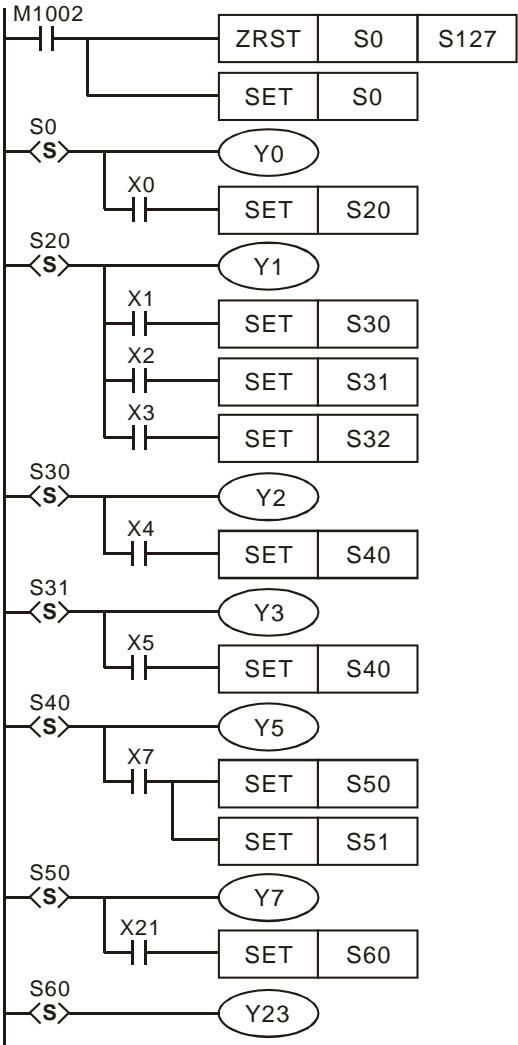 M1002
ZRST S0 S127
SET S0
S0
S Y0
X0
SET S20
S20
S Y1
X1
SET S30
X2
SET S31
X3
SET S32
S30
S Y2
X4
SET S40
S31
S Y3
X5
SET S40
S40
S Y5
X7
SET S50
SET S51
S50
S Y7
X21
SET S60
S60
S Y23